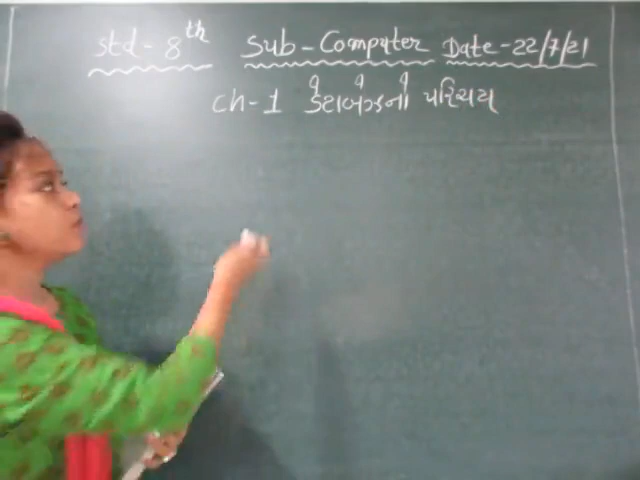 Std - 8th Sub - Computer Date - 22/7/21
ch - 1 ડેટાબેઝનો પરિચય